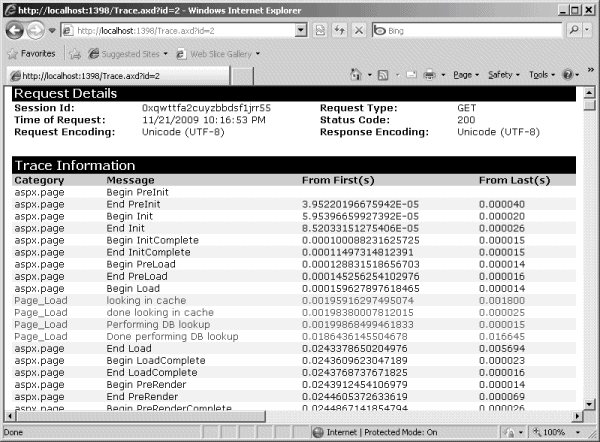 http://localhost:1398/Trace.axd?id=2 - Windows Internet Explorer
http://localhost:1398/Trace.axd?id=2 Bing
Favorites Suggested Sites Web Slice Gallery
http://localhost:1398/Trace.axd?id=2 Page Safety Tools
Request Details
Session Id: 0xqwttfa2cuyzbbdsf1jrr55 Request Type: GET
Time of Request: 11/21/2009 10:16:53 PM Status Code: 200
Request Encoding: Unicode (UTF-8) Response Encoding: Unicode (UTF-8)
Trace Information
Category Message From First(s) From Last(s)
aspx.page Begin PreInit
aspx.page End PreInit 3.95220196675942E-05 0.000040
aspx.page Begin Init 5.95396659927392E-05 0.000020
aspx.page End Init 8.52033151275406E-05 0.000026
aspx.page Begin InitComplete 0.000100088231625725 0.000015
aspx.page End InitComplete 0.00011497314812391 0.000015
aspx.page Begin PreLoad 0.000128831518656703 0.000014
aspx.page End PreLoad 0.000145256254102976 0.000016
aspx.page Begin Load 0.000159627897618465 0.000014
Page_Load looking in cache 0.00195916297495074 0.001800
Page_Load done looking in cache 0.00198380007812015 0.000025
Page_Load Performing DB lookup 0.00199868499461833 0.000015
Page_Load Done performing DB lookup 0.0186436145504678 0.016645
aspx.page End Load 0.0243378650204976 0.005694
aspx.page Begin LoadComplete 0.0243609623047189 0.000023
aspx.page End LoadComplete 0.0243768737671625 0.000016
aspx.page Begin PreRender 0.0243912454106979 0.000014
aspx.page End PreRender 0.0244605372633619 0.000069
aspx.page Begin PreRenderComplete 0.0244867141854794 0.000026
Done Internet | Protected Mode: On 100%